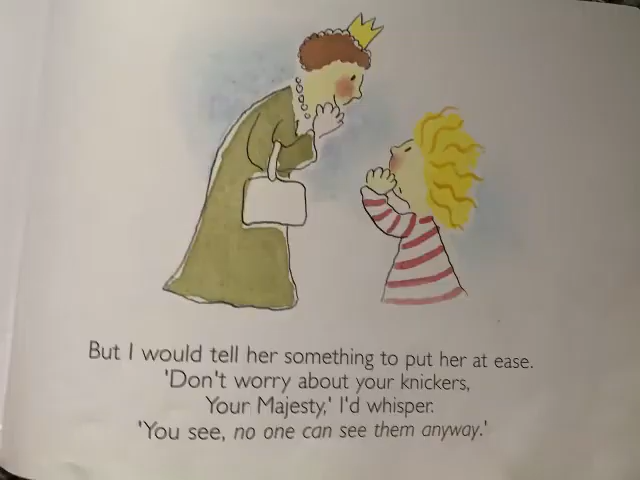 But I would tell her something to put her at ease.
'Don't worry about your knickers,
Your Majesty,' I'd whisper.
'You see, no one can see them anyway.'